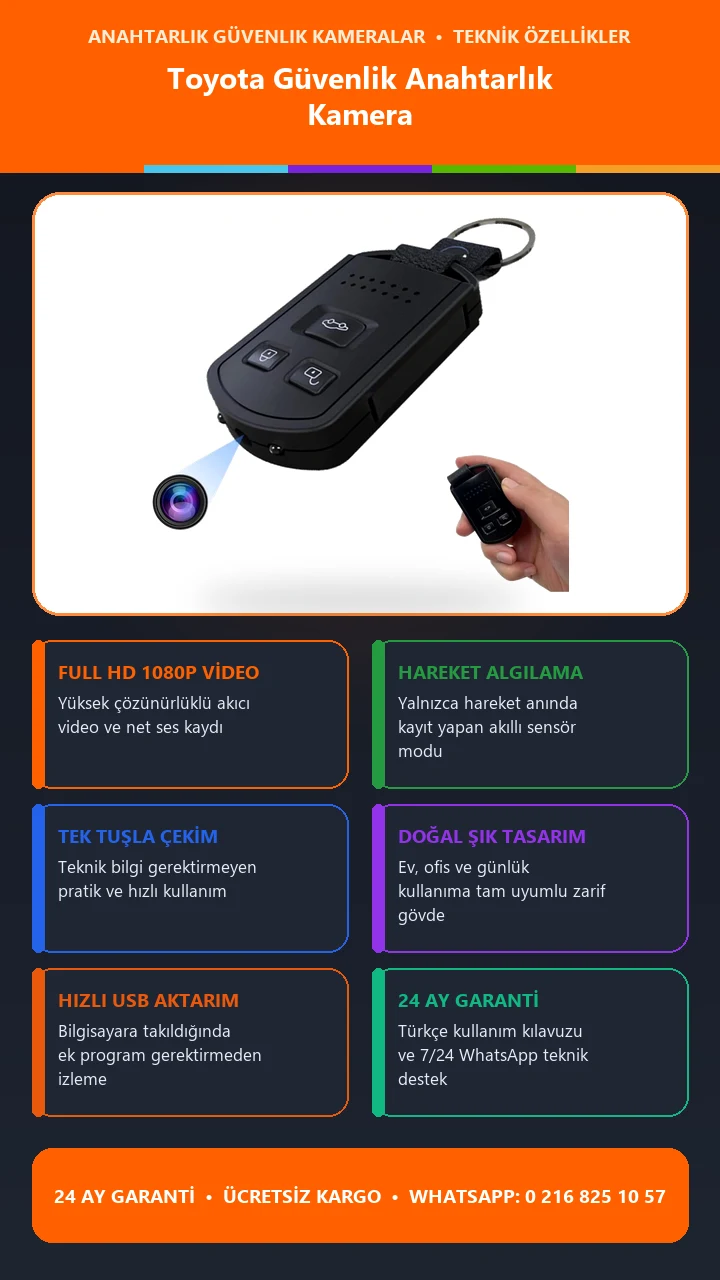 ANAHTARLIK GÜVENLIK KAMERALAR • TEKNİK ÖZELLİKLER
Toyota Güvenlik Anahtarlık
Kamera
FULL HD 1080P VİDEO
Yüksek çözünürlüklü akıcı
video ve net ses kaydı
HAREKET ALGILAMA
Yalnızca hareket anında
kayıt yapan akıllı sensör
modu
TEK TUŞLA ÇEKİM
Teknik bilgi gerektirmeyen
pratik ve hızlı kullanım
DOĞAL ŞIK TASARIM
Ev, ofis ve günlük
kullanıma tam uyumlu zarif
gövde
HIZLI USB AKTARIM
Bilgisayara takıldığında
ek program gerektirmeden
izleme
24 AY GARANTİ
Türkçe kullanım kılavuzu
ve 7/24 WhatsApp teknik
destek
24 AY GARANTİ • ÜCRETSİZ KARGO • WHATSAPP: 0 216 825 10 57